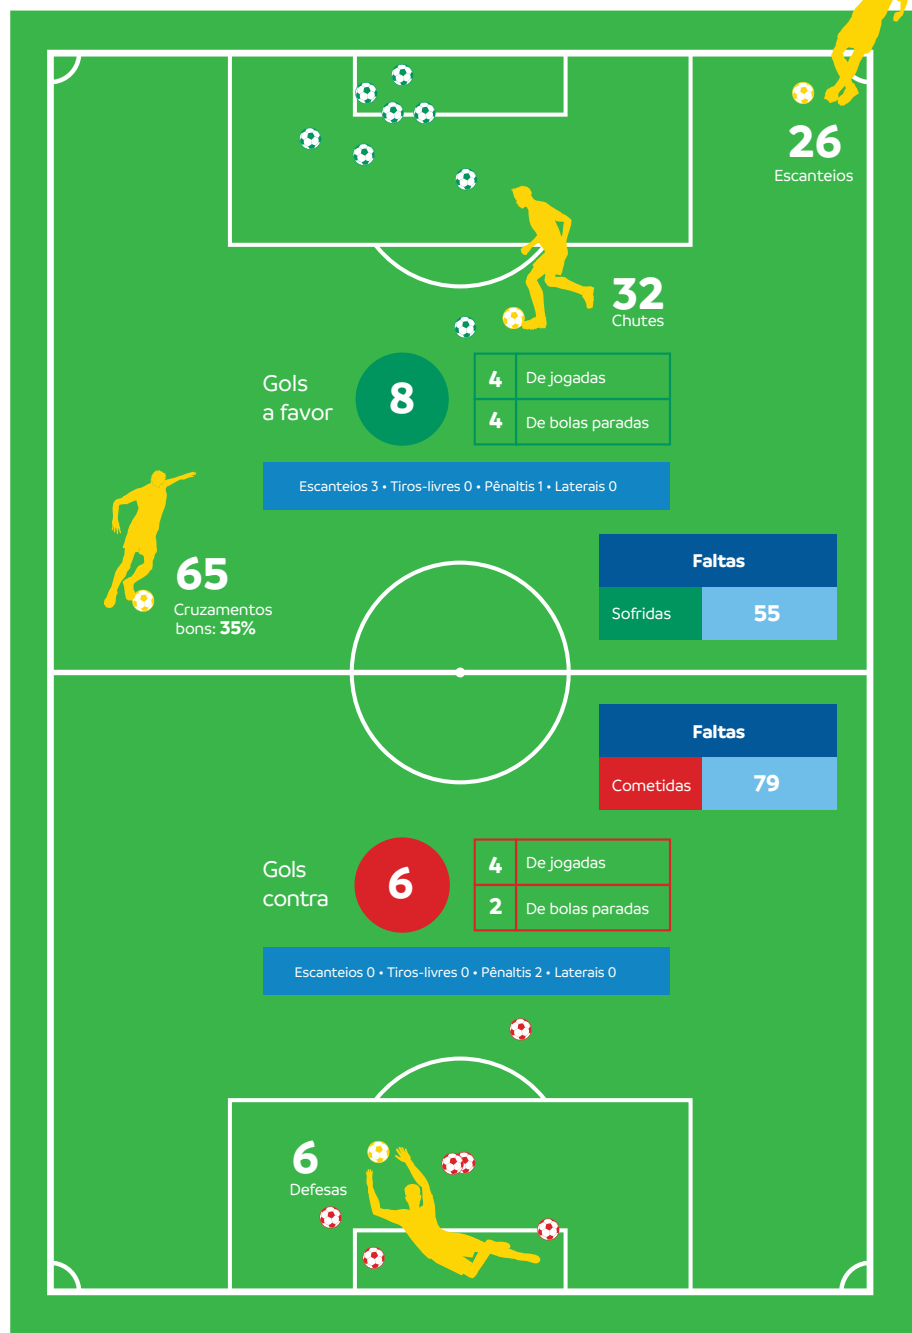 26
Escanteios
32
Chutes
Gols
a favor
8
4 De jogadas
4 De bolas paradas
Escanteios 3 • Tiros-livres 0 • Pênaltis 1 • Laterais 0
65
Cruzamentos
bons: 35%
Faltas
Sofridas 55
Faltas
Cometidas 79
Gols
contra
6
4 De jogadas
2 De bolas paradas
Escanteios 0 • Tiros-livres 0 • Pênaltis 2 • Laterais 0
6
Defesas